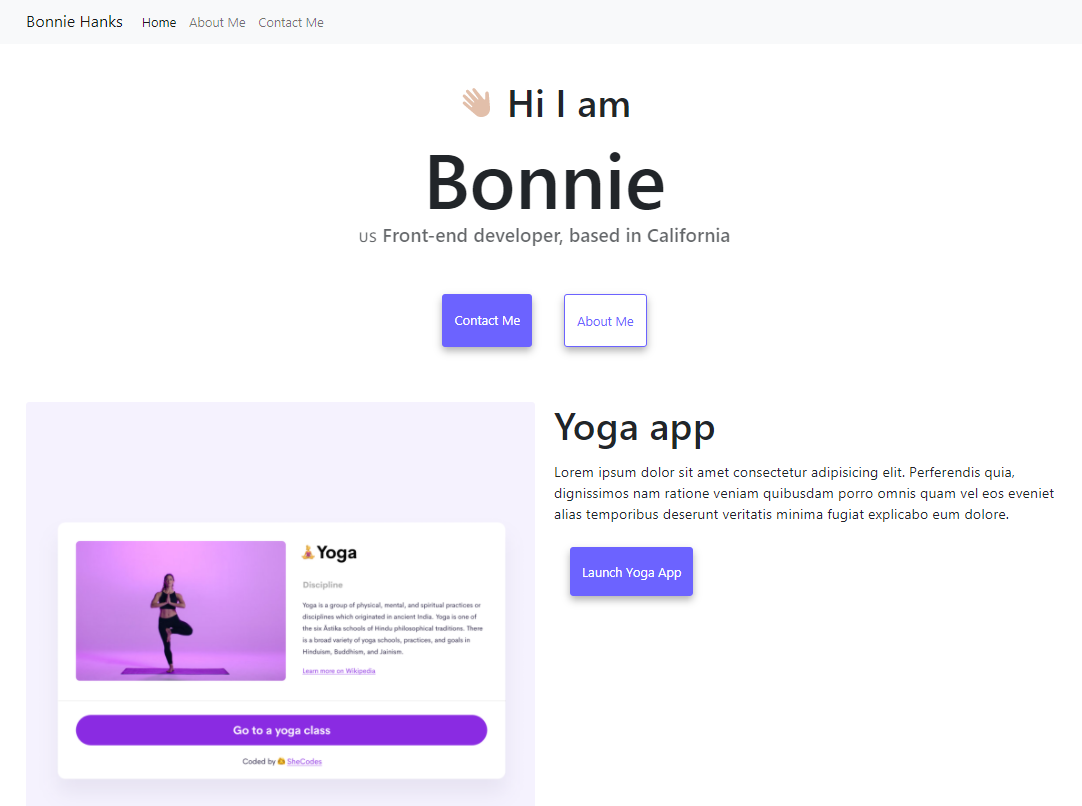 Bonnie Hanks Home About Me Contact Me
👋🏼 Hi I am
Bonnie
US Front-end developer, based in California
Contact Me About Me
Yoga app
Lorem ipsum dolor sit amet consectetur adipisicing elit. Perferendis quia,
dignissimos nam ratione veniam quibusdam porro omnis quam vel eos eveniet
alias temporibus deserunt veritatis minima fugiat explicabo eum dolore.
Launch Yoga App
Yoga
Discipline
Yoga is a group of physical, mental, and spiritual practices or
disciplines which originated in ancient India. Yoga is one of
the six Āstika schools of Hindu philosophical traditions. There
is a broad variety of yoga schools, practices, and goals in
Hinduism, Buddhism, and Jainism.
Learn more on Wikipedia
Go to a yoga class
Coded by SheCodes